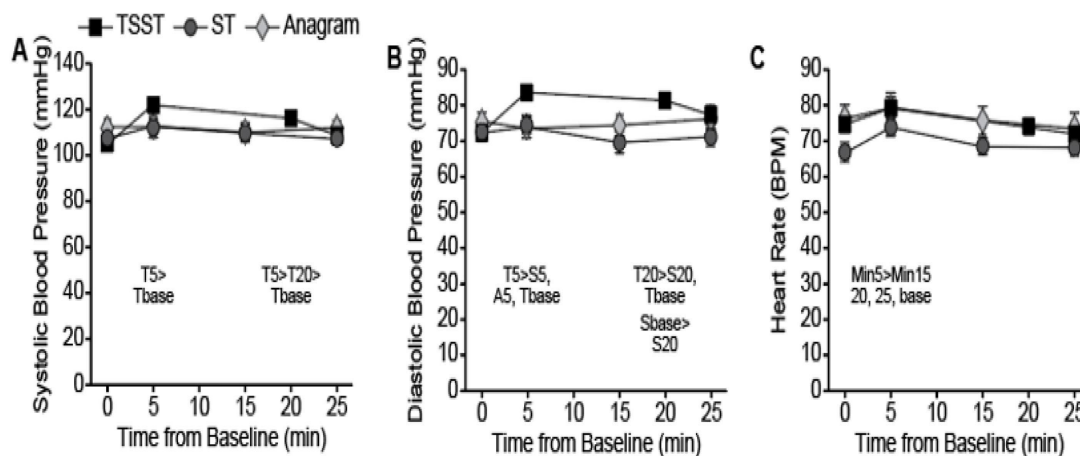 TSST ST Anagram
A
Systolic Blood Pressure (mmHg)
140
120
100
80
60
40
20
0
T5>
Tbase
T5>T20>
Tbase
0 5 10 15 20 25
Time from Baseline (min)
B
Diastolic Blood Pressure (mmHg)
90
80
70
60
50
40
30
20
10
0
T5>S5,
A5, Tbase
T20>S20,
Tbase
Sbase>
S20
0 5 10 15 20 25
Time from Baseline (min)
C
Heart Rate (BPM)
90
80
70
60
50
40
30
20
10
0
Min5>Min15
20, 25, base
0 5 10 15 20 25
Time from Baseline (min)